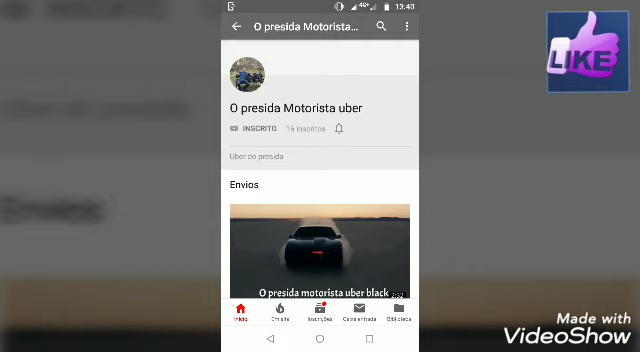 4G+ 13:40
O presida Motorista...
LIKE
O presida Motorista uber
INSCRITO 16 inscritos
Uber do presida
Envios
O presida motorista uber black
Início Em alta Inscrições Caixa entrada Biblioteca
Made with
VideoShow